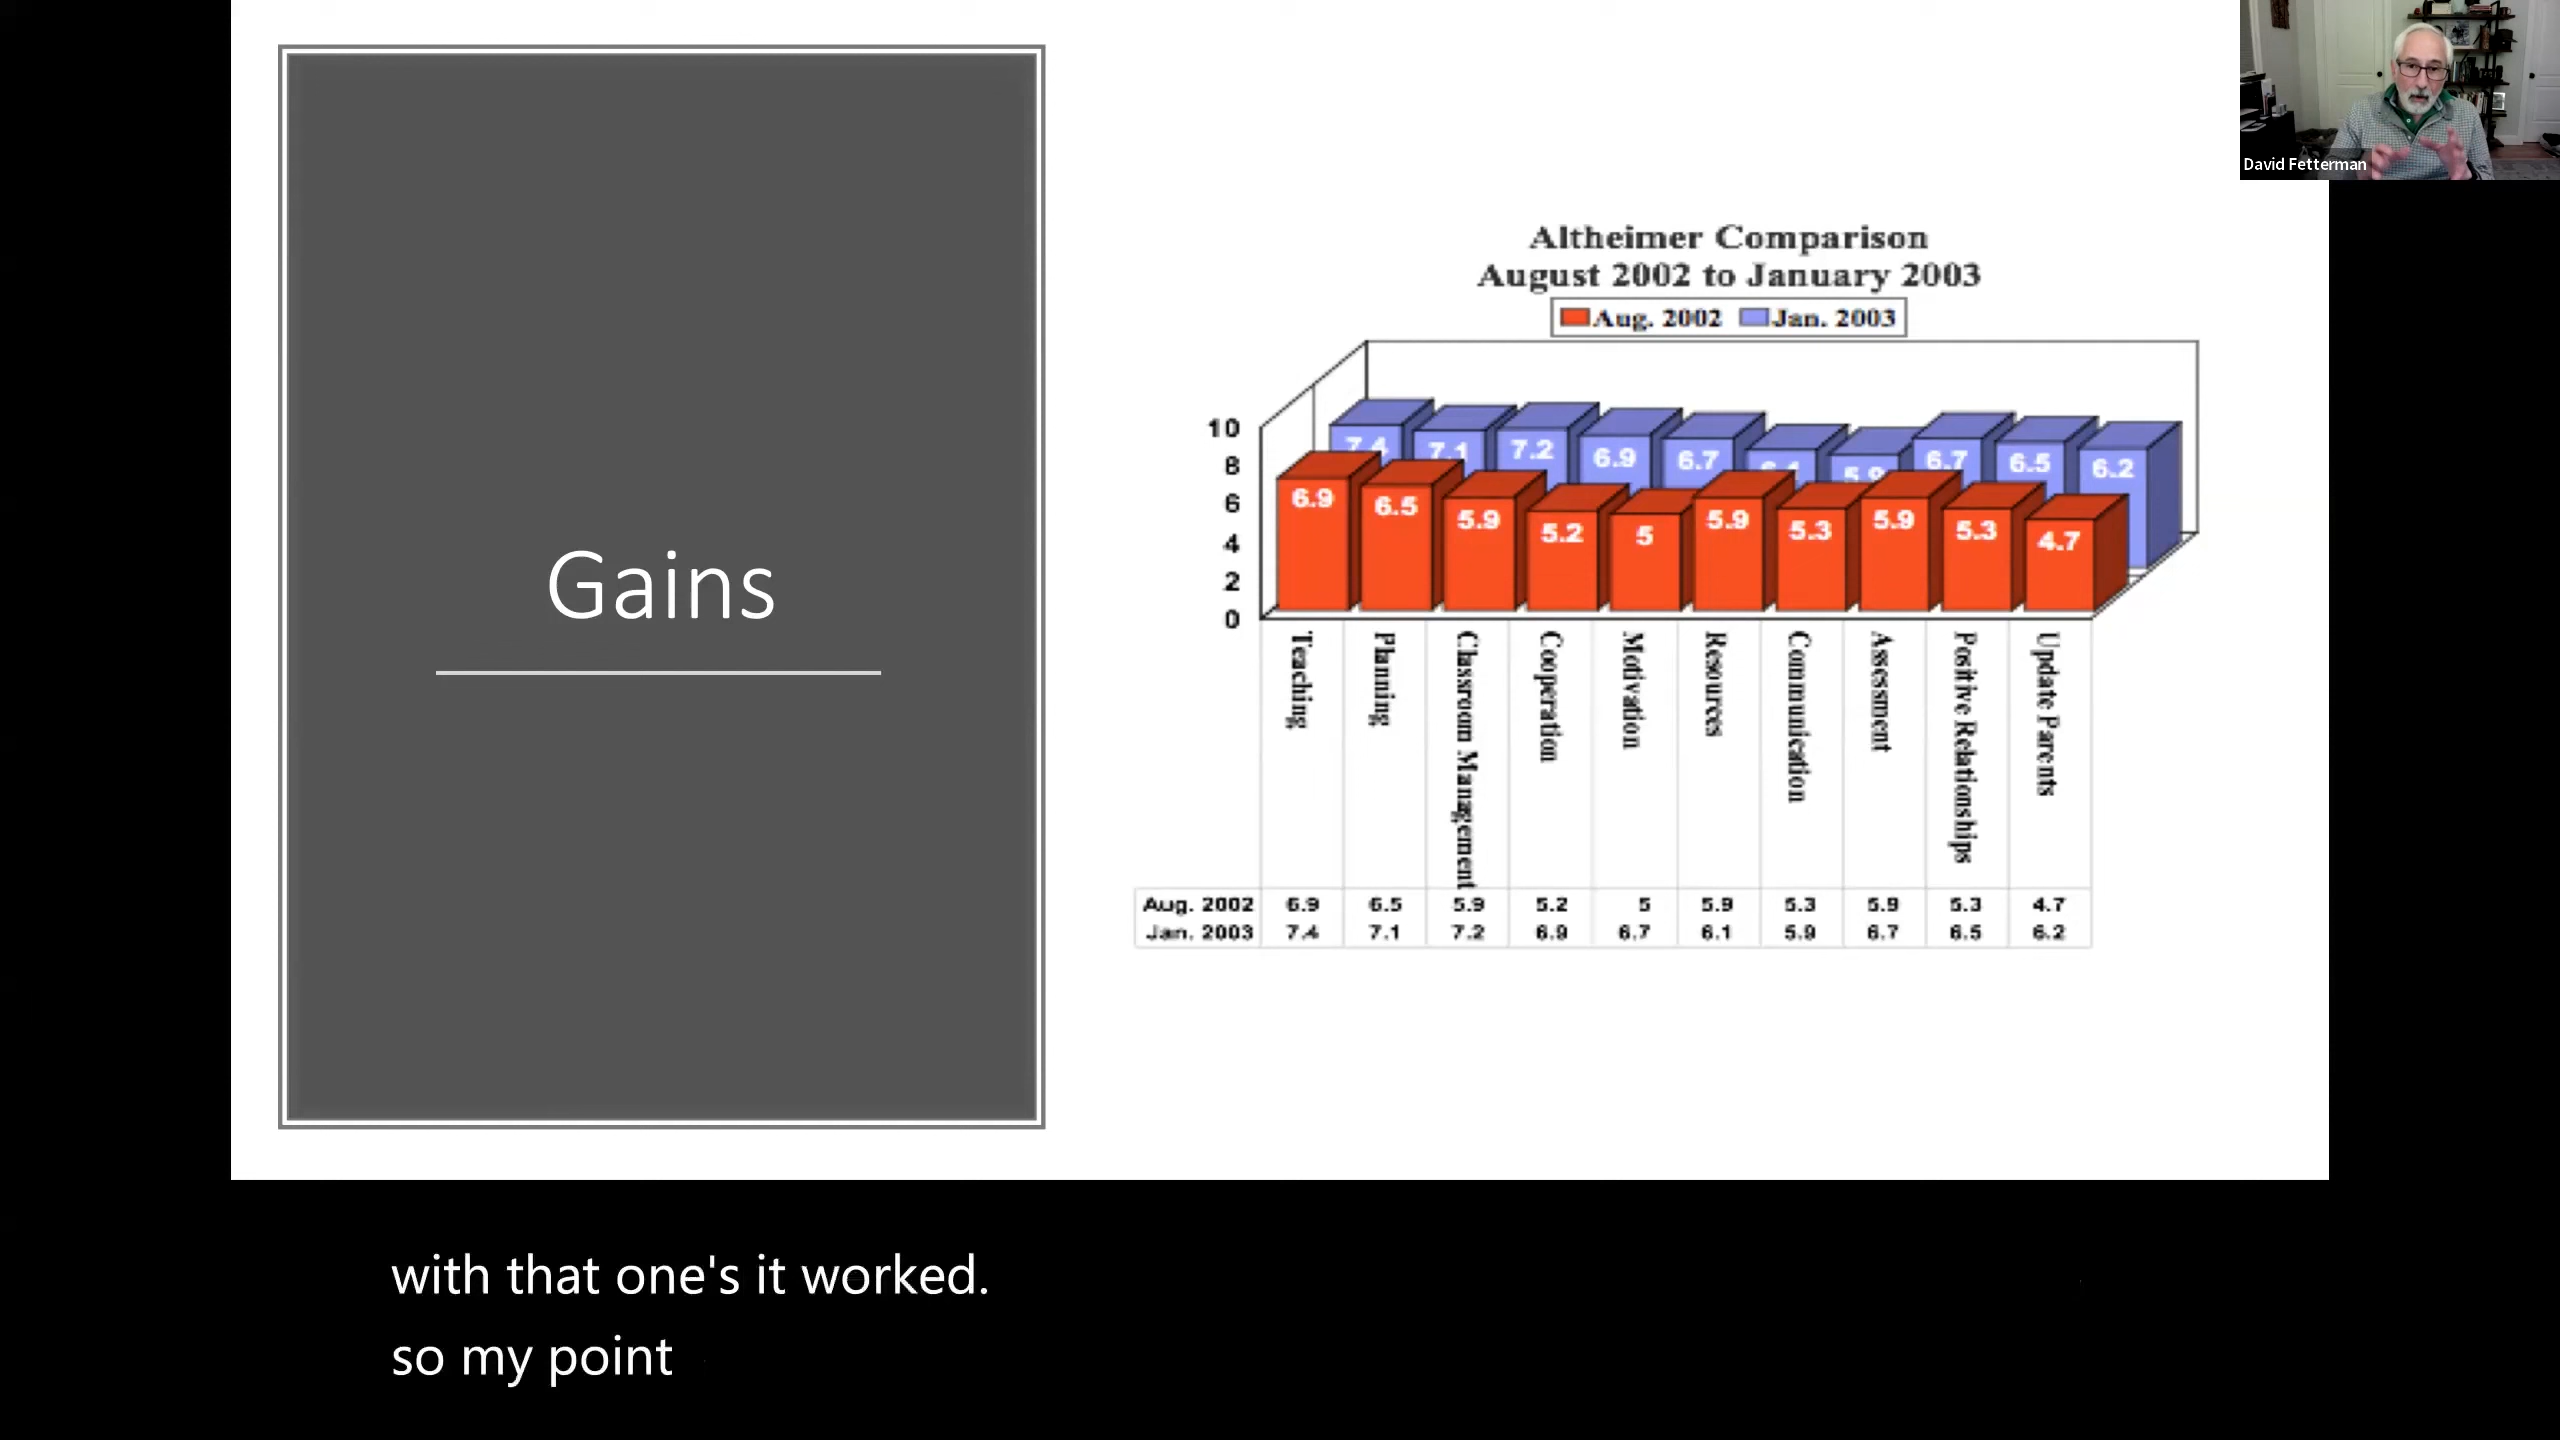 Gains
David Fetterman
Altheimer Comparison
August 2002 to January 2003
Aug. 2002 Jan. 2003
10
8
6
4
2
0
7.4 7.1 7.2 6.9 6.7 6.1 5.9 6.7 6.5 6.2
6.9 6.5 5.9 5.2 5 5.9 5.3 5.9 5.3 4.7
Teaching
Planning
Classroom Management
Cooperation
Motivation
Resources
Communication
Assessment
Positive Relationships
Update Parents
Aug. 2002 6.9 6.5 5.9 5.2 5 5.9 5.3 5.9 5.3 4.7
Jan. 2003 7.4 7.1 7.2 6.9 6.7 6.1 5.9 6.7 6.5 6.2
with that one's it worked.
so my point